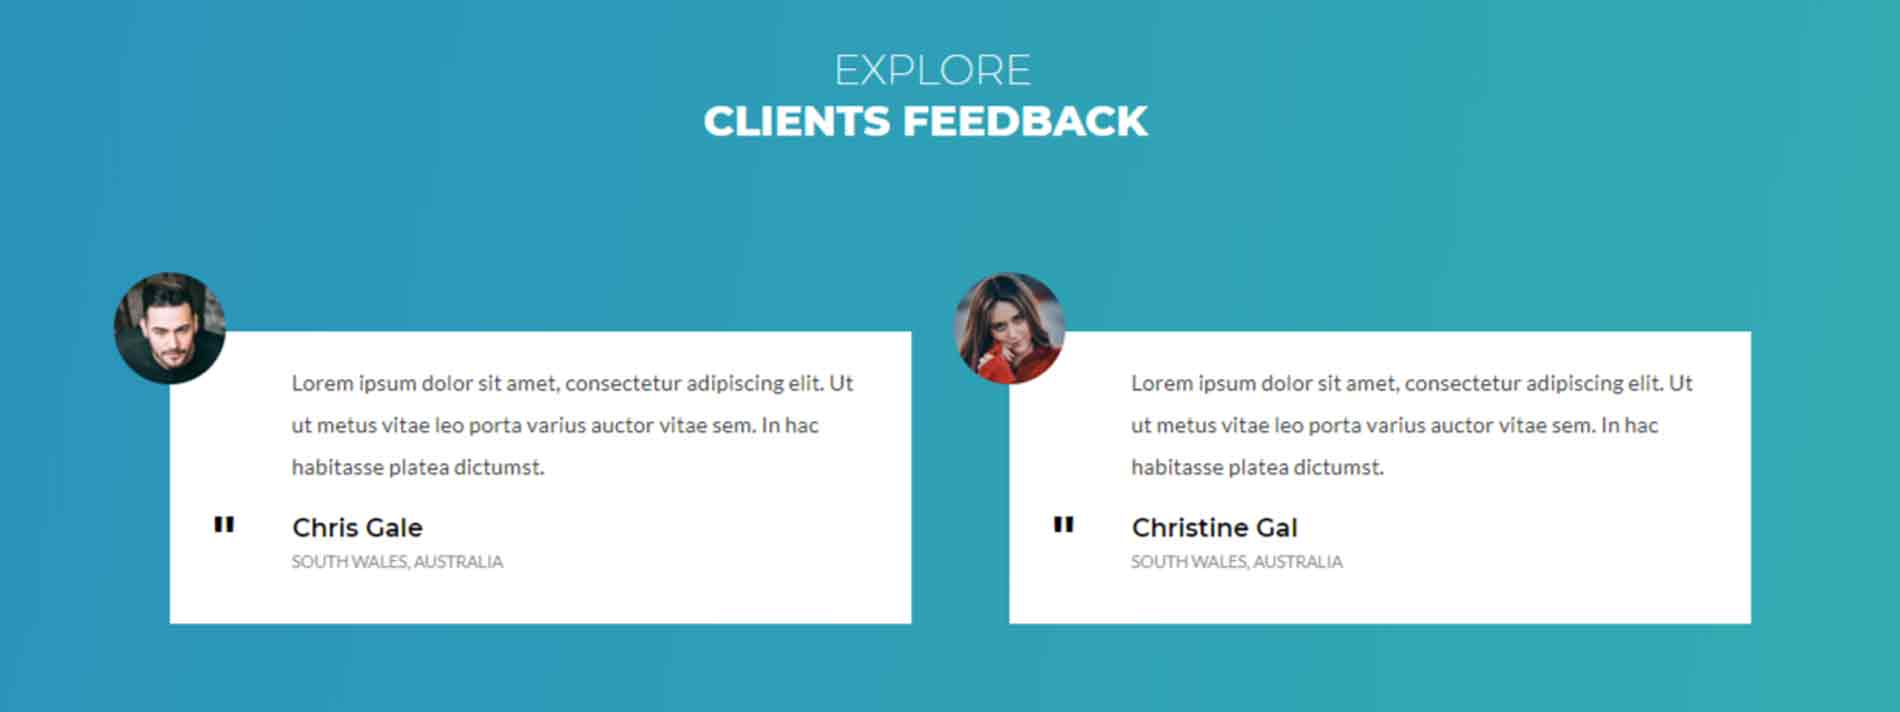 EXPLORE
CLIENTS FEEDBACK
Lorem ipsum dolor sit amet, consectetur adipiscing elit. Ut
ut metus vitae leo porta varius auctor vitae sem. In hac
habitasse platea dictumst.
"
Chris Gale
SOUTH WALES, AUSTRALIA
Lorem ipsum dolor sit amet, consectetur adipiscing elit. Ut
ut metus vitae leo porta varius auctor vitae sem. In hac
habitasse platea dictumst.
"
Christine Gal
SOUTH WALES, AUSTRALIA